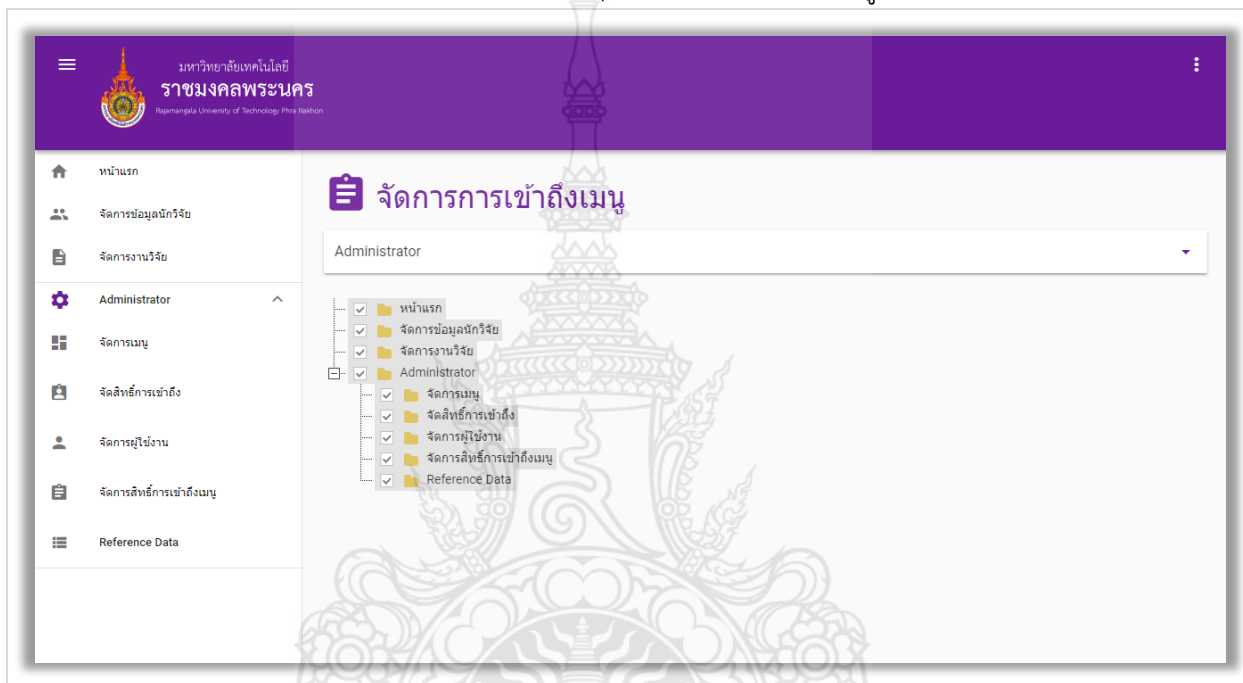 มหาวิทยาลัยเทคโนโลยี
ราชมงคลพระนคร
Rajamangala University of Technology Phra Nakhon
หน้าแรก
จัดการข้อมูลนักวิจัย
จัดการงานวิจัย
Administrator
จัดการเมนู
จัดสิทธิ์การเข้าถึง
จัดการผู้ใช้งาน
จัดการสิทธิ์การเข้าถึงเมนู
Reference Data
จัดการการเข้าถึงเมนู
Administrator
หน้าแรก
จัดการข้อมูลนักวิจัย
จัดการงานวิจัย
Administrator
จัดการเมนู
จัดสิทธิ์การเข้าถึง
จัดการผู้ใช้งาน
จัดการสิทธิ์การเข้าถึงเมนู
Reference Data